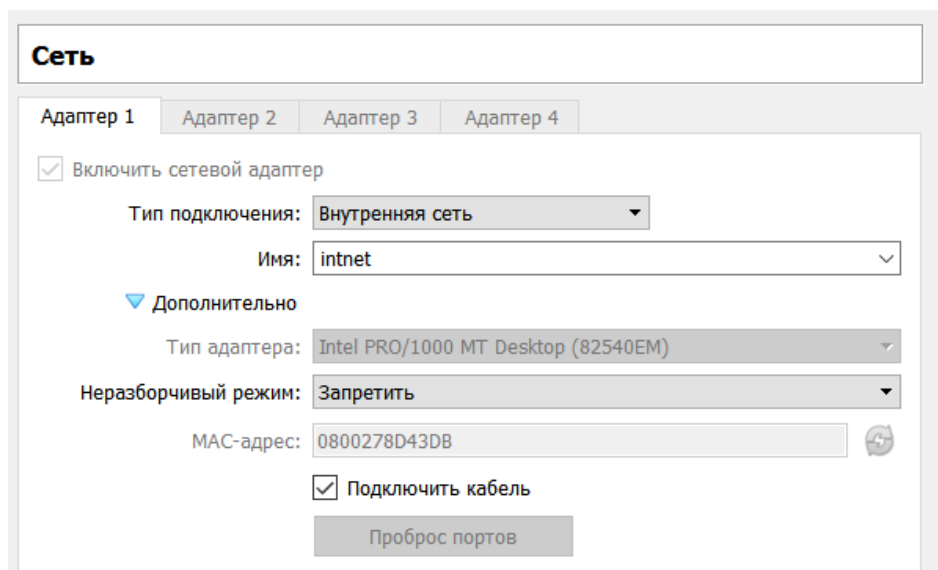 Сеть
Адаптер 1 Адаптер 2 Адаптер 3 Адаптер 4
Включить сетевой адаптер
Тип подключения: Внутренняя сеть
Имя: intnet
Дополнительно
Тип адаптера: Intel PRO/1000 MT Desktop (82540EM)
Неразборчивый режим: Запретить
MAC-адрес: 0800278D43DB
Подключить кабель
Проброс портов